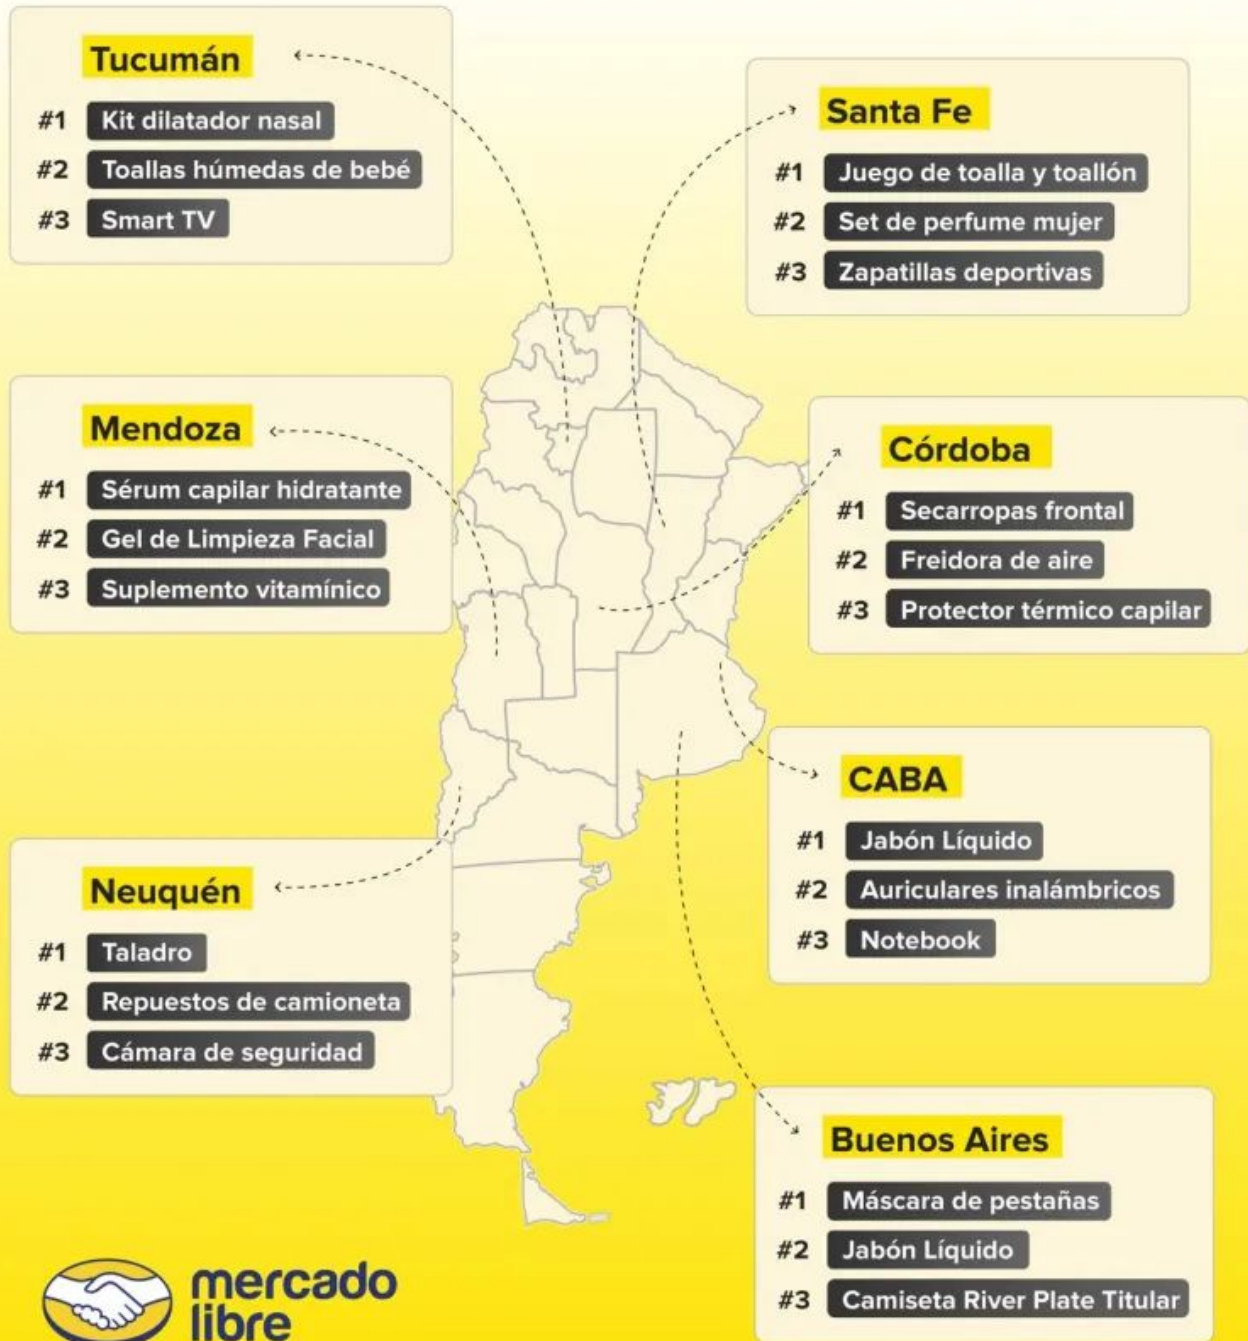 Tucumán
#1 Kit dilatador nasal
#2 Toallas húmedas de bebé
#3 Smart TV
Santa Fe
#1 Juego de toalla y toallón
#2 Set de perfume mujer
#3 Zapatillas deportivas
Mendoza
#1 Sérum capilar hidratante
#2 Gel de Limpieza Facial
#3 Suplemento vitamínico
Córdoba
#1 Secarropas frontal
#2 Freidora de aire
#3 Protector térmico capilar
CABA
#1 Jabón Líquido
#2 Auriculares inalámbricos
#3 Notebook
Neuquén
#1 Taladro
#2 Repuestos de camioneta
#3 Cámara de seguridad
Buenos Aires
#1 Máscara de pestañas
#2 Jabón Líquido
#3 Camiseta River Plate Titular
mercado
libre